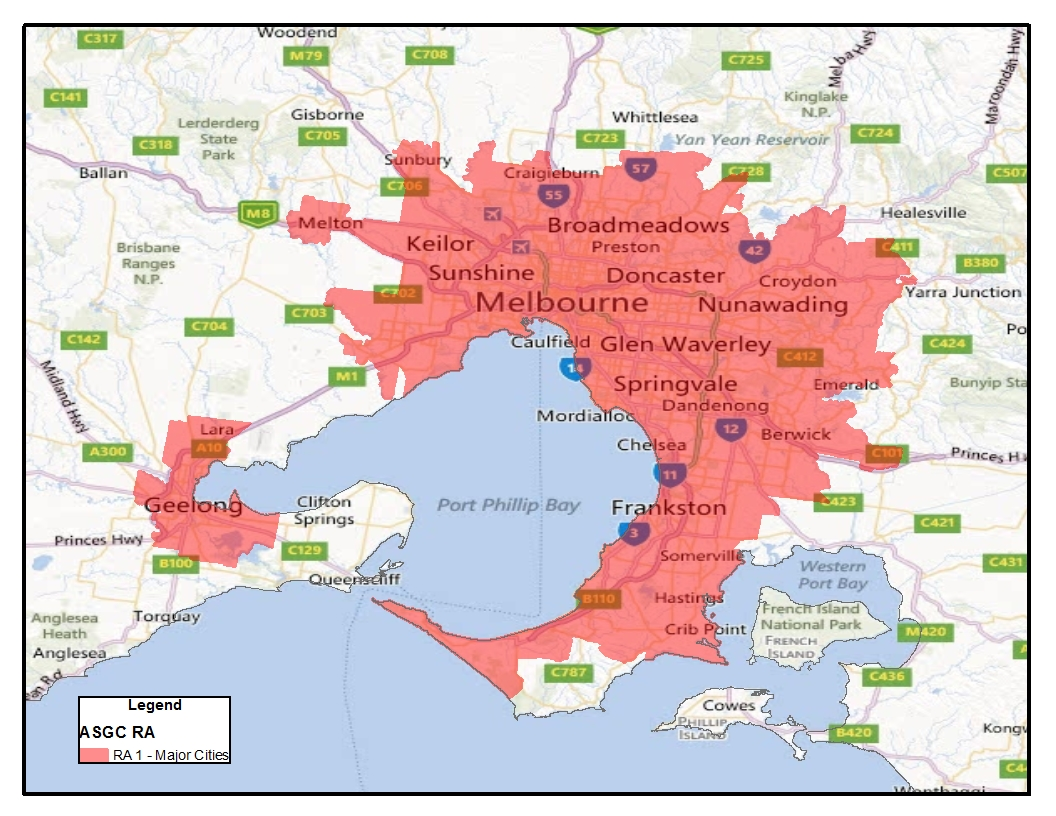 C317
Woodend
M79
C708
C725
Melba Hwy
Maroondah Hwy
C141
Kinglake
N.P.
Gisborne
C705
Lerderderg
State
Park
C318
Whittlesea
C723
Yan Yean Reservoir
C724
Ballan
Sunbury
C706
Craigieburn
57
C728
C507
55
M8
Melton
Healesville
Broadmeadows
Keilor
Preston
42
C411
Brisbane
Ranges
N.P.
B380
Sunshine
Doncaster
Croydon
C702
Melbourne
Nunawading
Yarra Junction
C703
C704
C142
Caulfield
Glen Waverley
C424
C412
M1
14
Midland Hwy
Springvale
Emerald
Bunyip Sta
Dandenong
Mordialloc
Lara
12
Berwick
A300
A10
Chelsea
C101
Princes H
11
Geelong
Clifton
Springs
Port Phillip Bay
Frankston
C423
C421
3
Princes Hwy
C129
B100
Somerville
Western
Port Bay
C431
Queenscliff
B110
Hastings
French Island
National Park
Anglesea
Heath
Torquay
Crib Point
FRENCH
ISLAND
M420
Anglesea
C787
C436
Legend
ASGC RA
RA 1 - Major Cities
Cowes
PHILLIP
ISLAND
B420
Kongw
C4
Wonthaggi